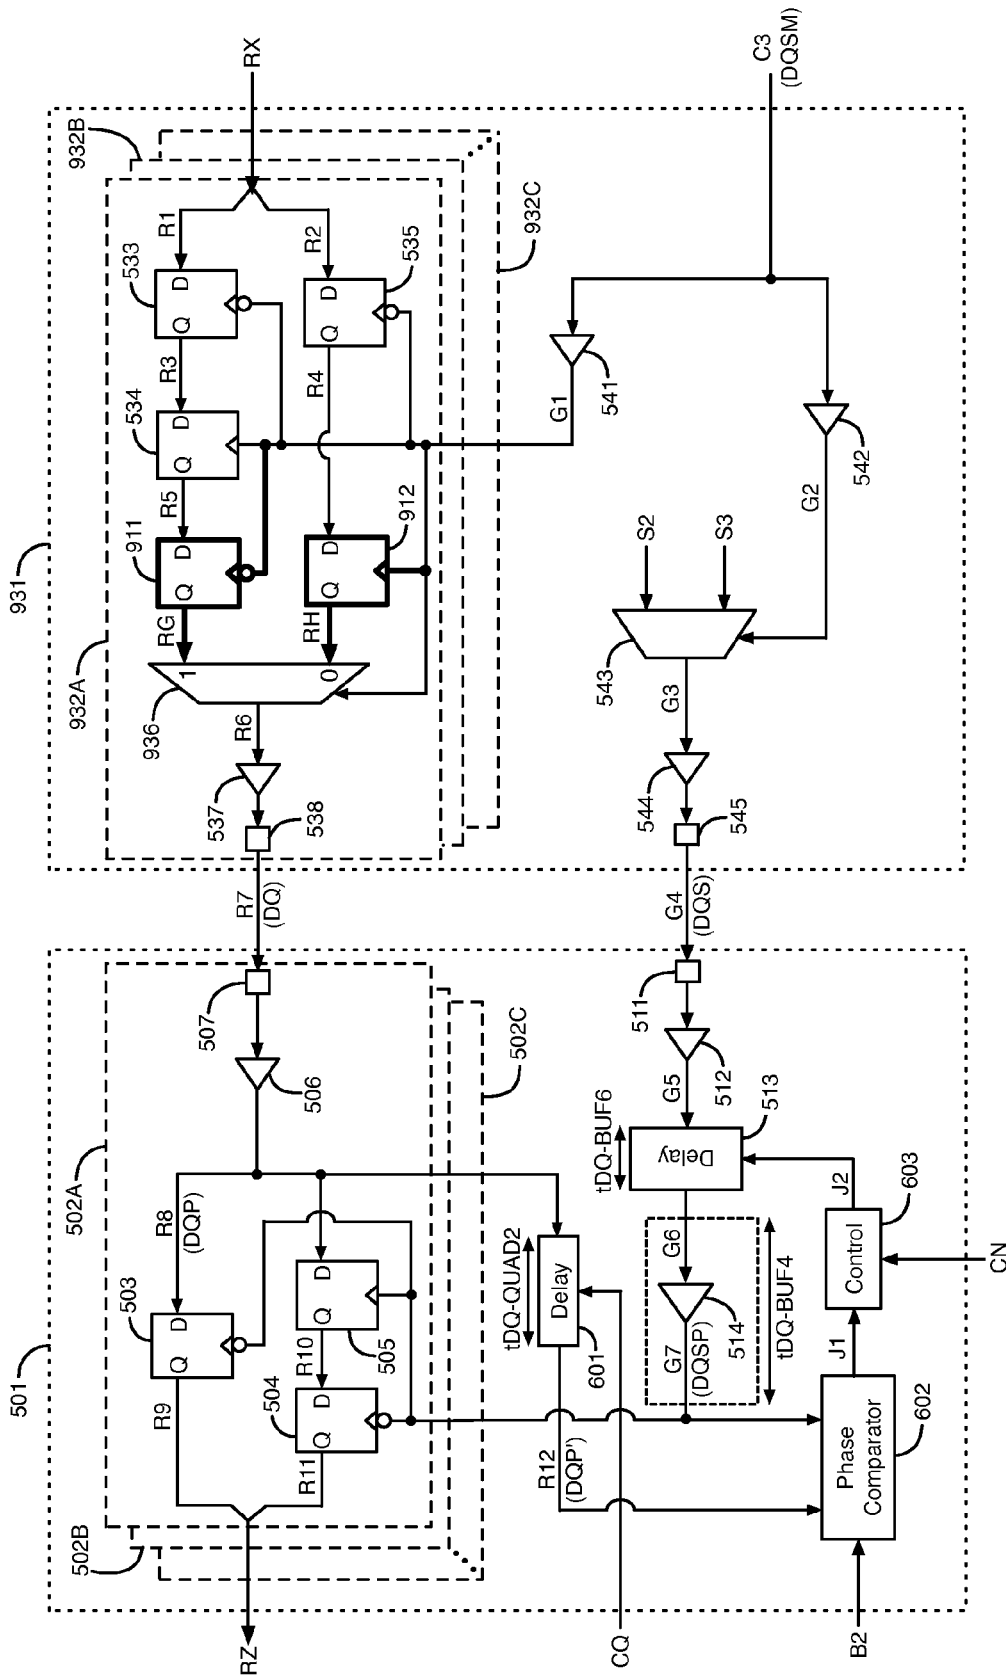 501
502A
502B
502C
503
D
Q
R8
(DQP)
R9
505
D
Q
R10
504
D
Q
R11
506
507
RZ
R7
(DQ)
931
932A
932B
932C
RX
R1
R2
533
D
Q
535
D
Q
R3
R4
534
D
Q
R5
911
D
Q
912
D
Q
RG
RH
1
0
936
R6
537
538
541
G1
542
G2
C3
(DQSM)
S2
S3
543
G3
544
545
G4
(DQS)
511
512
G5
513
Delay
tDQ-BUF6
G6
514
G7
(DQSP)
tDQ-BUF4
tDQ-QUAD2
Delay
601
R12
(DQP')
CQ
Phase
Comparator
602
B2
J1
Control
603
J2
CN